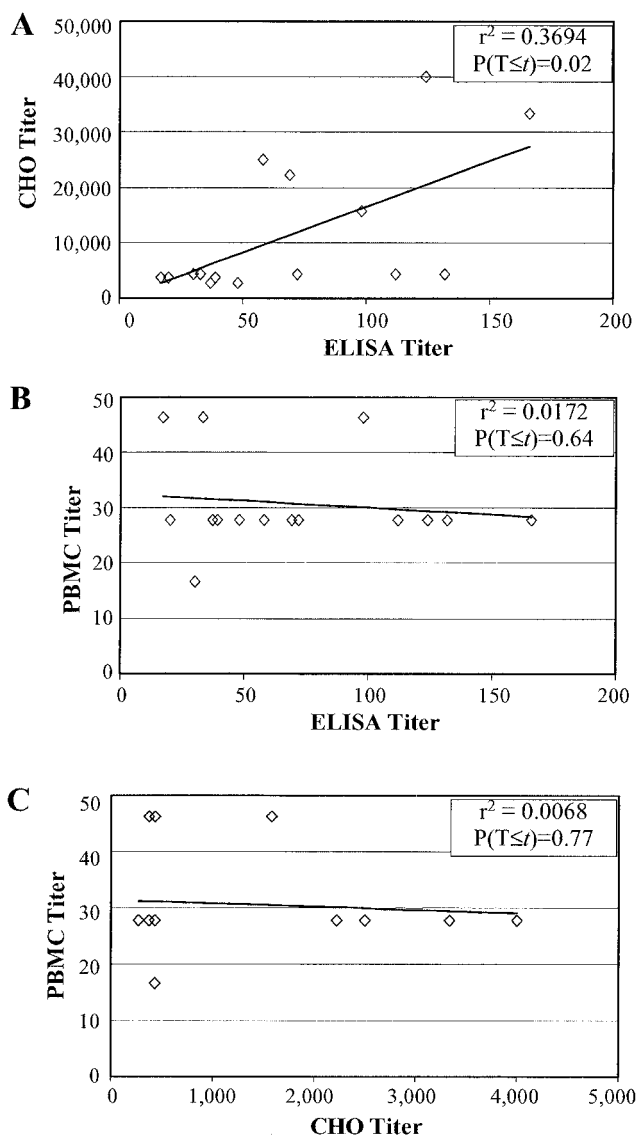 A
50,000
40,000
30,000
20,000
10,000
0
CHO Titer
r² = 0.3694
P(T≤t)=0.02
0 50 100 150 200
ELISA Titer
B
50
40
30
20
10
0
PBMC Titer
r² = 0.0172
P(T≤t)=0.64
0 50 100 150 200
ELISA Titer
C
50
40
30
20
10
0
PBMC Titer
r² = 0.0068
P(T≤t)=0.77
0 1,000 2,000 3,000 4,000 5,000
CHO Titer